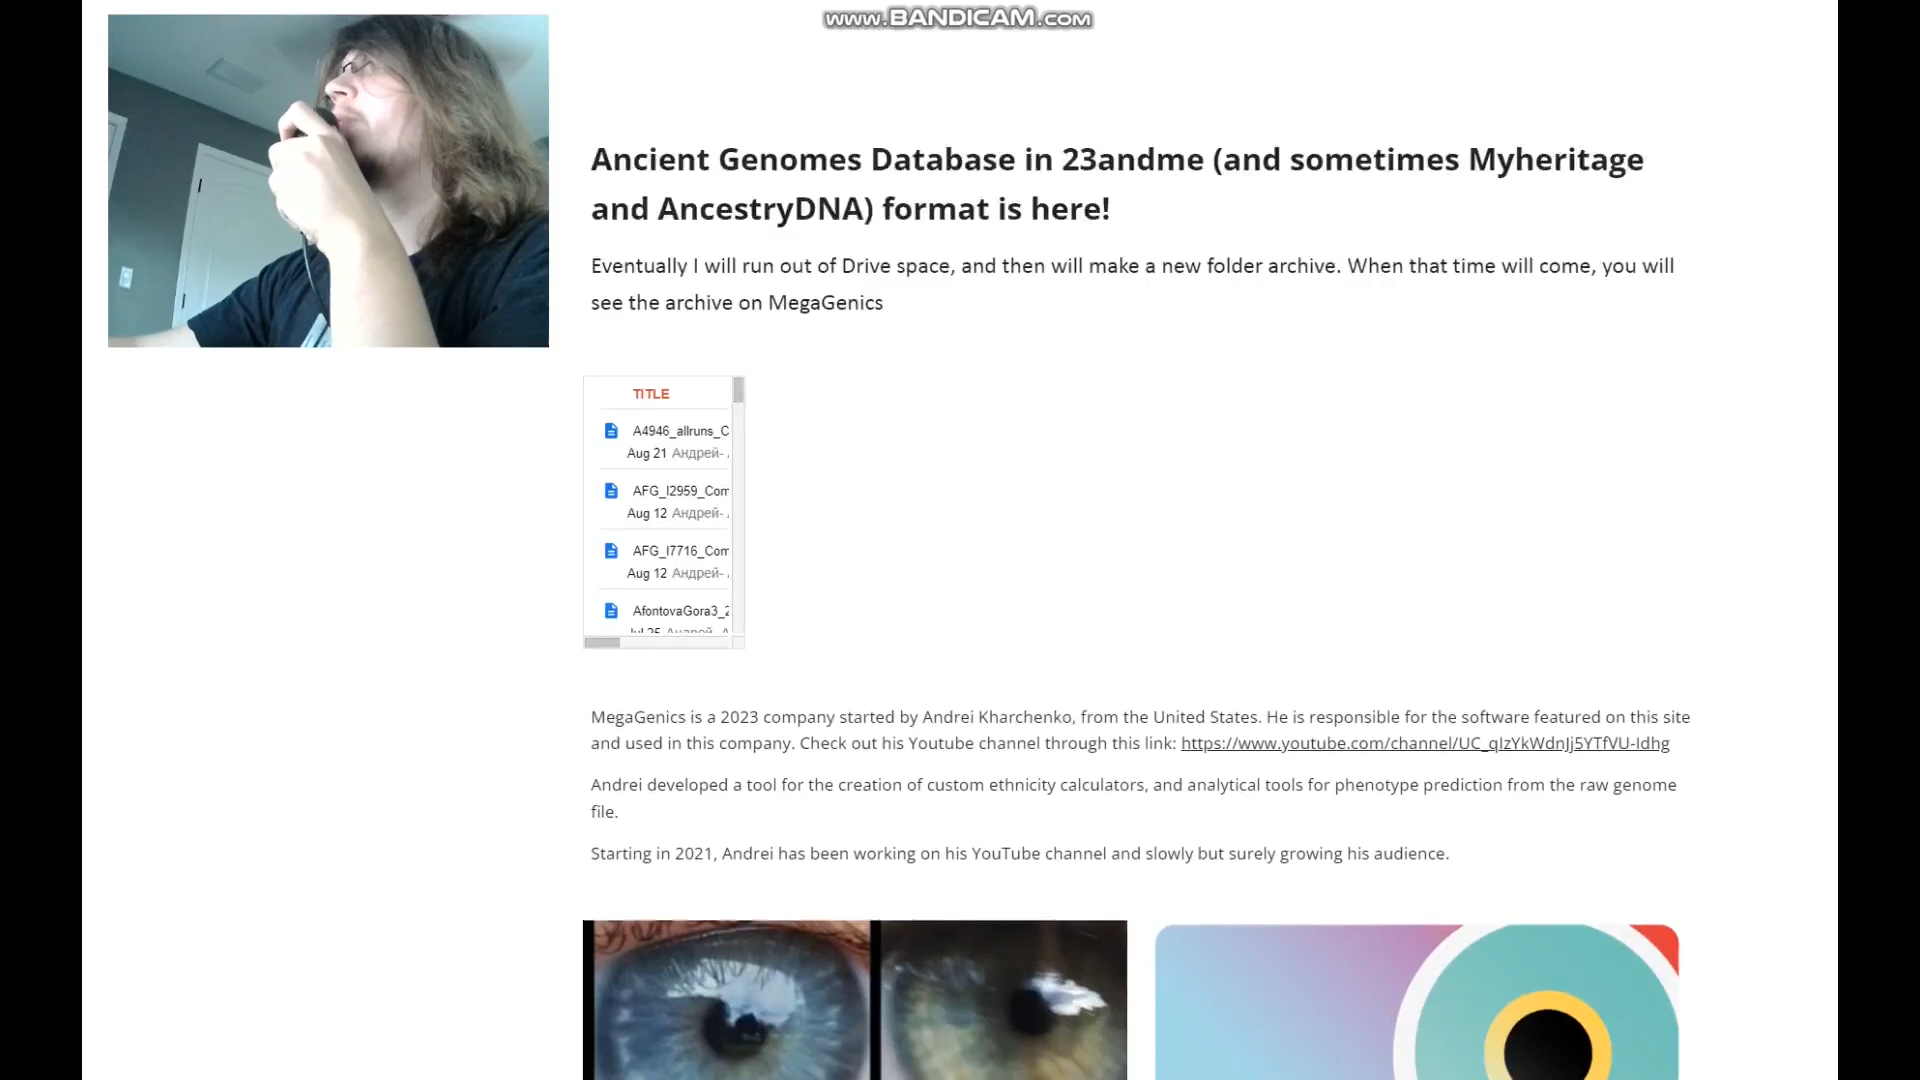 www.BANDICAM.com
Ancient Genomes Database in 23andme (and sometimes Myheritage
and AncestryDNA) format is here!
Eventually I will run out of Drive space, and then will make a new folder archive. When that time will come, you will
see the archive on MegaGenics
TITLE
A4946_allruns_C
Aug 21 Андрей-
AFG_I2959_Com
Aug 12 Андрей-
AFG_I7716_Com
Aug 12 Андрей-
AfontovaGora3_2
Jul 25 Андрей-
MegaGenics is a 2023 company started by Andrei Kharchenko, from the United States. He is responsible for the software featured on this site
and used in this company. Check out his Youtube channel through this link: https://www.youtube.com/channel/UC_qIzYkWdnJj5YTfVU-Idhg
Andrei developed a tool for the creation of custom ethnicity calculators, and analytical tools for phenotype prediction from the raw genome
file.
Starting in 2021, Andrei has been working on his YouTube channel and slowly but surely growing his audience.